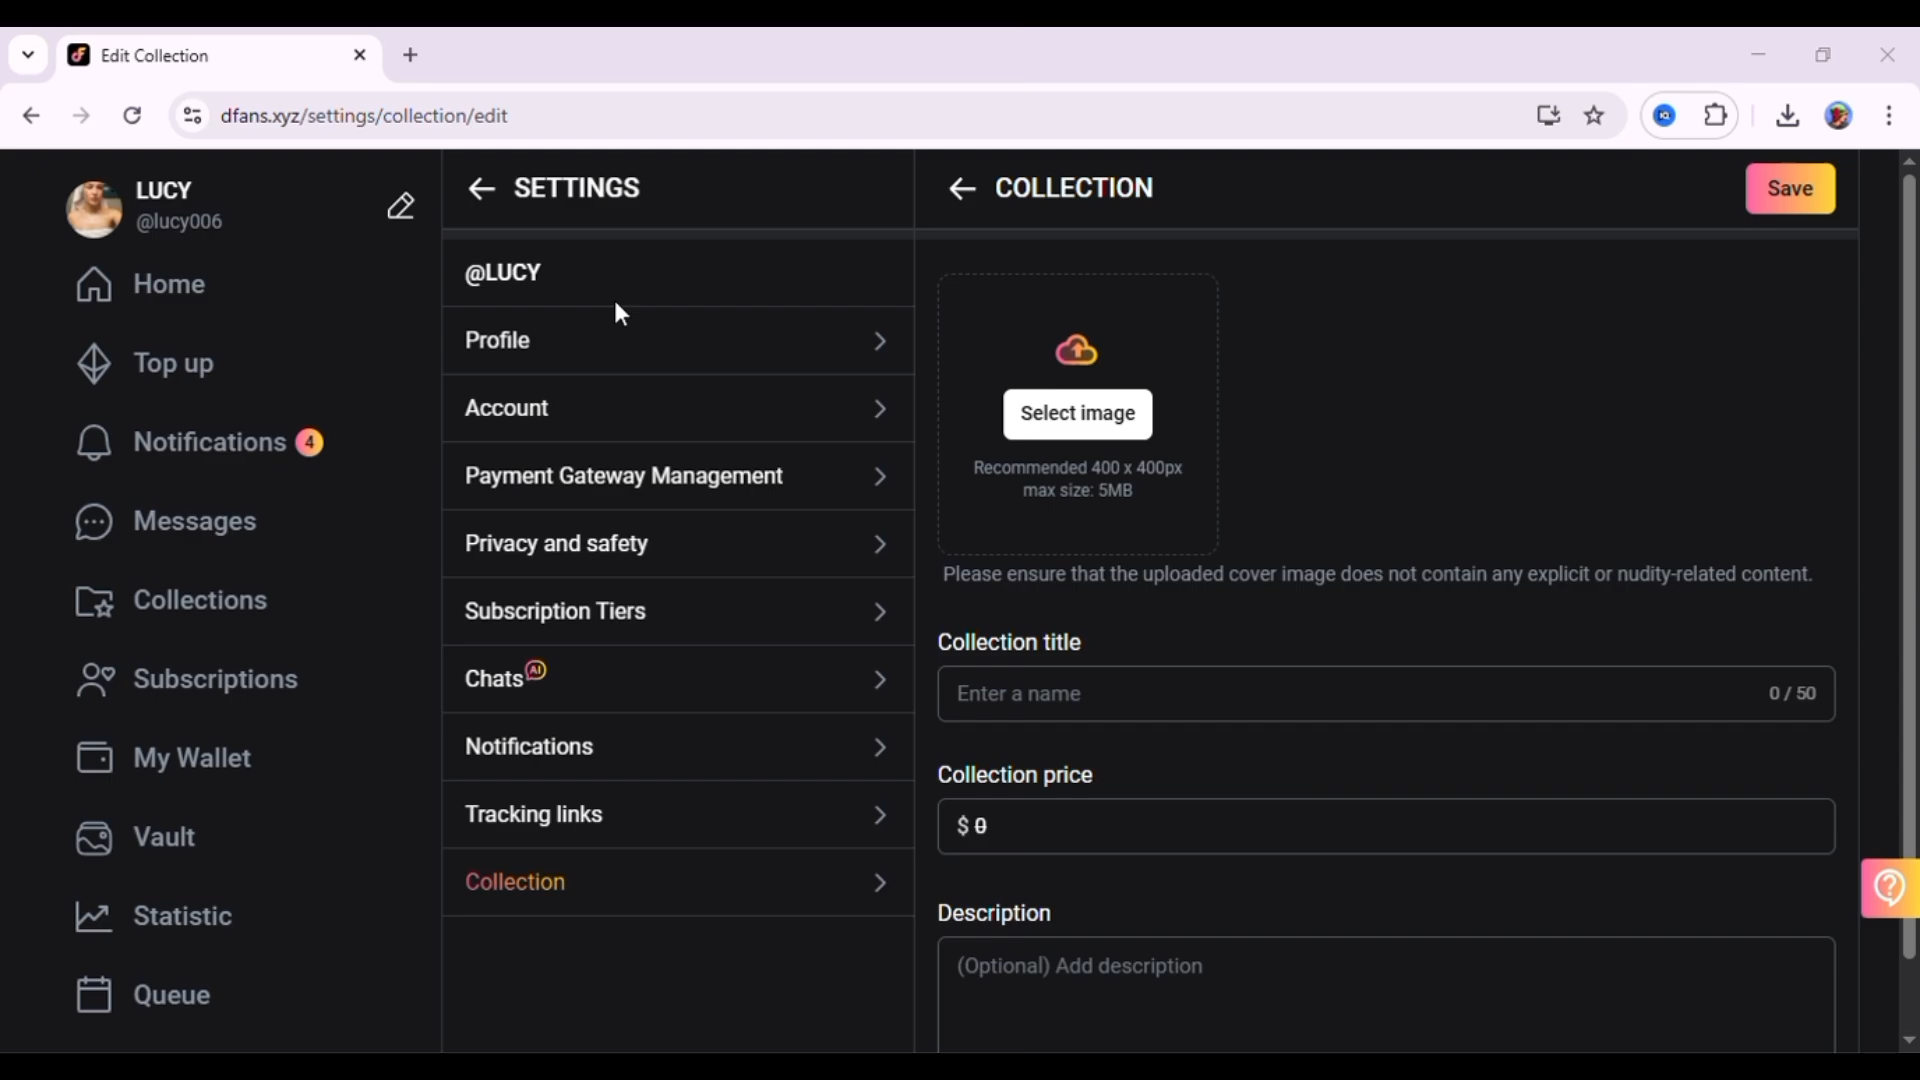 Edit Collection
dfans.xyz/settings/collection/edit
LUCY
@lucy006
Home
Top up
Notifications 4
Messages
Collections
Subscriptions
My Wallet
Vault
Statistic
Queue
SETTINGS
@LUCY
Profile
Account
Payment Gateway Management
Privacy and safety
Subscription Tiers
Chats AI
Notifications
Tracking links
Collection
COLLECTION
Save
Select image
Recommended 400 x 400px
max size: 5MB
Please ensure that the uploaded cover image does not contain any explicit or nudity-related content.
Collection title
Enter a name 0 / 50
Collection price
$ 0
Description
(Optional) Add description